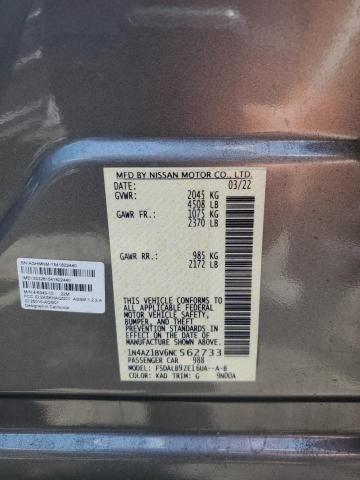 MFD BY NISSAN MOTOR CO., LTD.
DATE: 03/22
GVWR: 2045 KG
4508 LB
GAWR FR: 1075 KG
2370 LB
GAWR RR: 985 KG
2172 LB
THIS VEHICLE CONFORMS TO ALL
APPLICABLE FEDERAL MOTOR
VEHICLE SAFETY, BUMPER, AND
THEFT PREVENTION STANDARDS
IN EFFECT ON THE DATE OF
MANUFACTURE SHOWN ABOVE.
1N4AZ1BV6NC562733
PASSENGER CAR 988
MODEL: FSDALB9ZE16UA--A-B
COLOR: KAD TRIM: G 9N00A